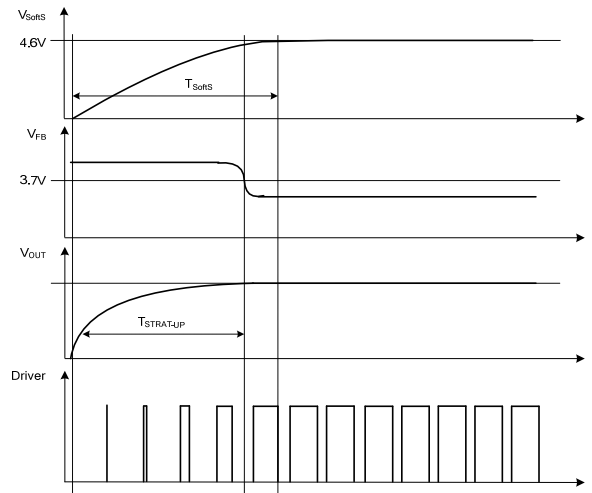 VSoftS
4.6V
TSoftS
VFB
3.7V
VOUT
TSTRAT-UP
Driver